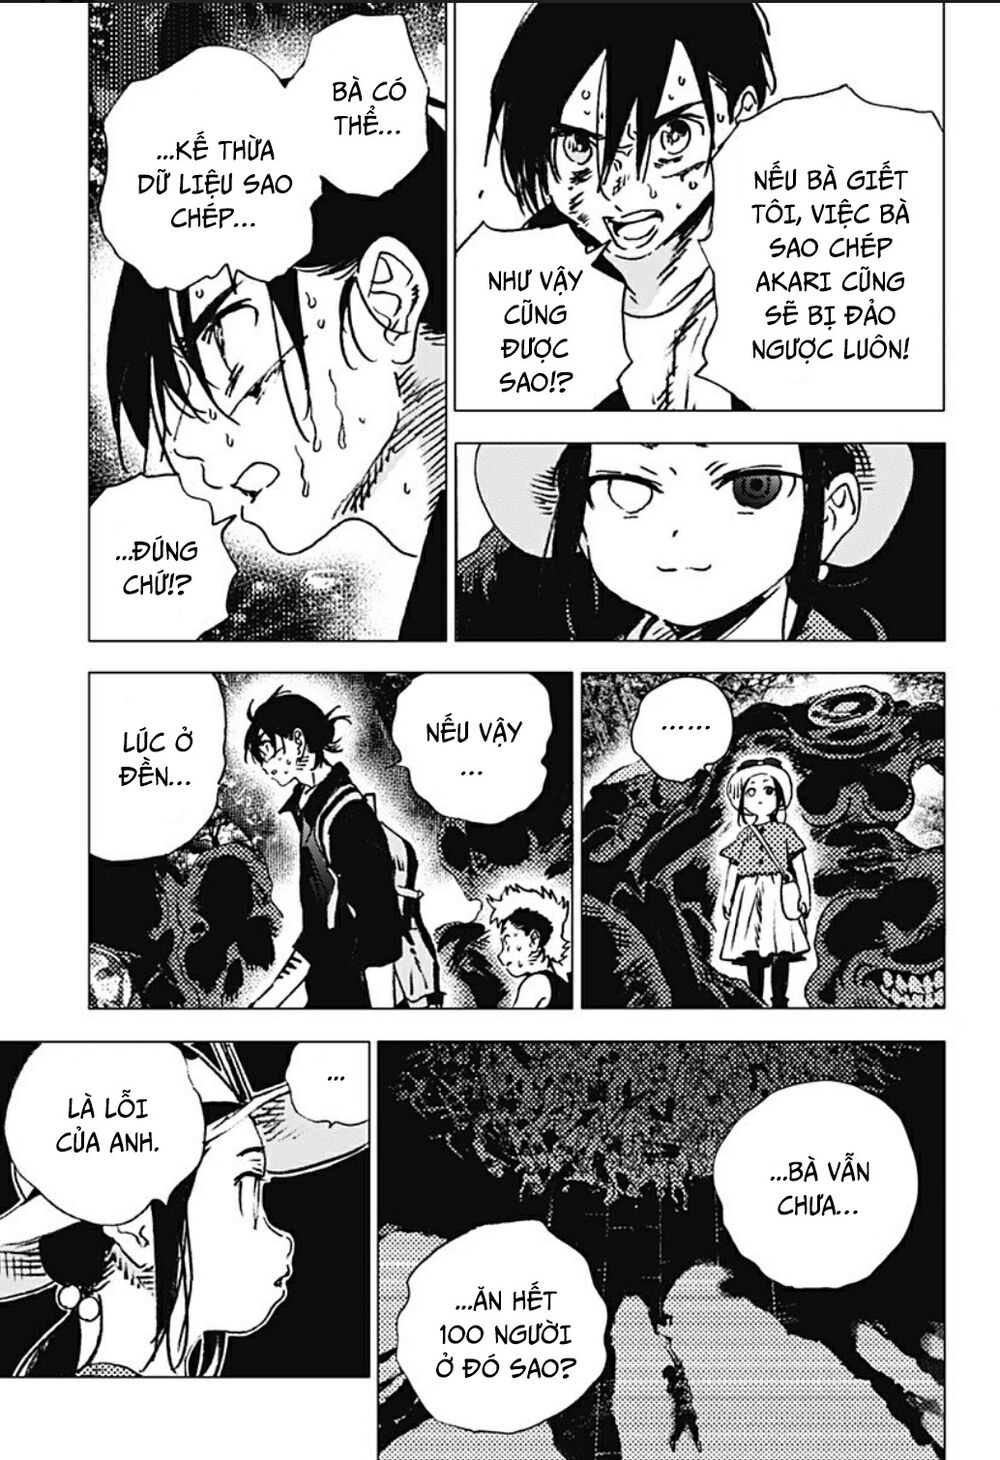 NẾU BÀ GIẾT
TÔI, VIỆC BÀ
SAO CHÉP
AKARI CŨNG
SẼ BỊ ĐẢO
NGƯỢC LUÔN!
NHƯ VẬY
CŨNG
ĐƯỢC
SAO!?
BÀ CÓ
THỂ...
...KẾ THỪA
DỮ LIỆU SAO
CHÉP...
...ĐÚNG
CHỨ!?
......
NẾU VẬY
...
LÚC Ở
ĐỀN...
...BÀ VẪN
CHƯA...
...ĂN HẾT
100 NGƯỜI
Ở ĐÓ SAO?
...
LÀ LỖI
CỦA ANH.